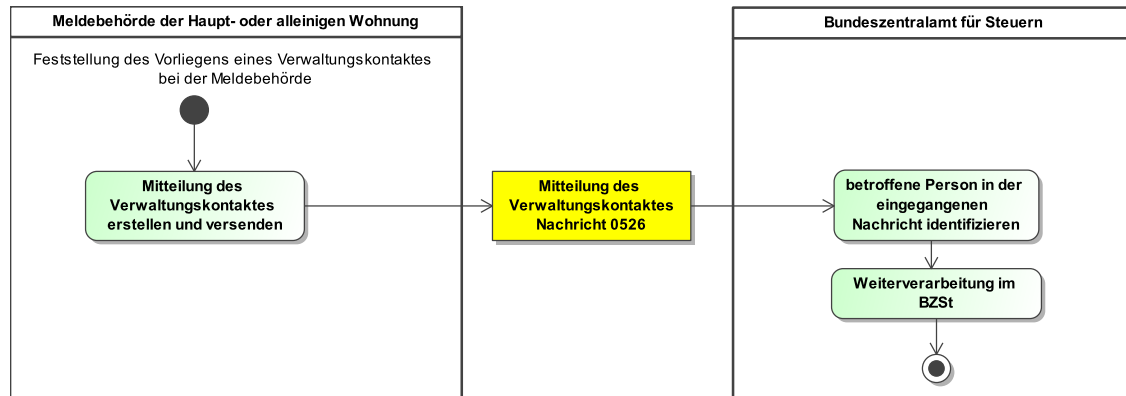 Meldebehörde der Haupt- oder alleinigen Wohnung
Feststellung des Vorliegens eines Verwaltungskontaktes
bei der Meldebehörde
Mitteilung des
Verwaltungskontaktes
erstellen und versenden
Mitteilung des
Verwaltungskontaktes
Nachricht 0526
Bundeszentralamt für Steuern
betroffene Person in der
eingegangenen
Nachricht identifizieren
Weiterverarbeitung im
BZSt